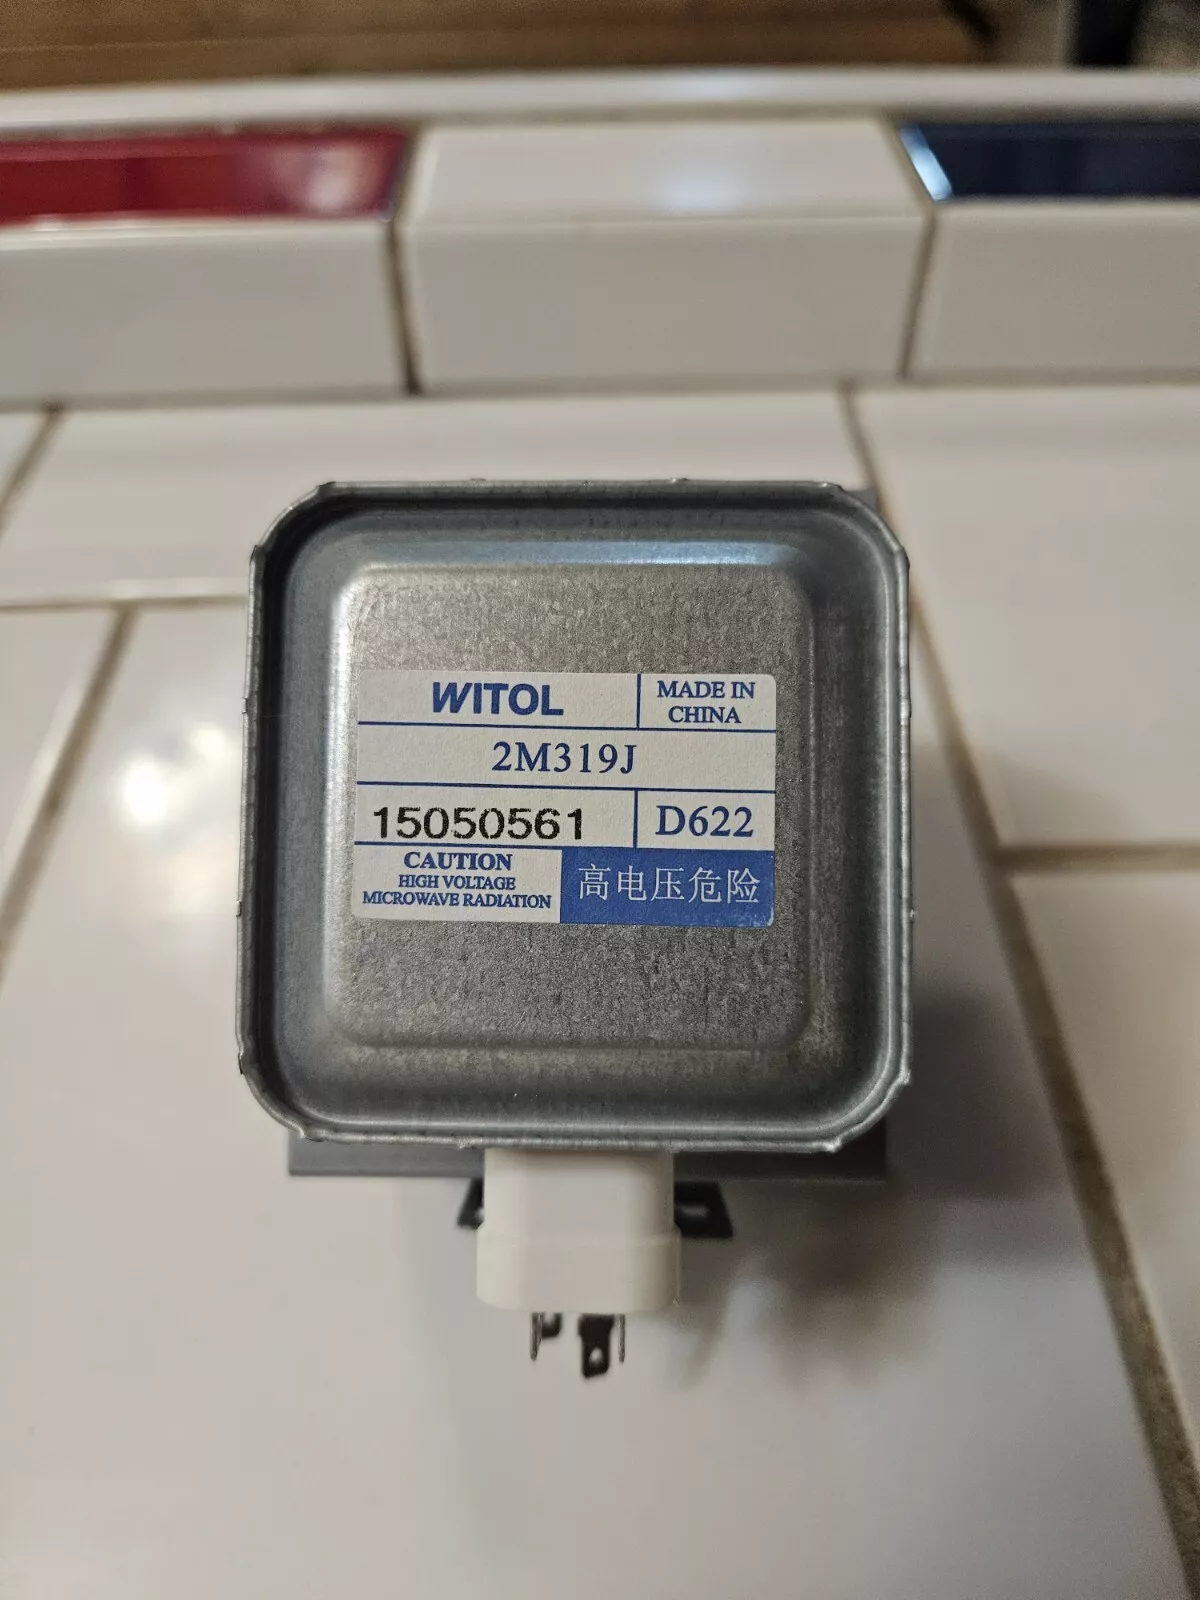 WITOL
MADE IN
CHINA
2M319J
15050561
D622
CAUTION
HIGH VOLTAGE
MICROWAVE RADIATION
高电压危险